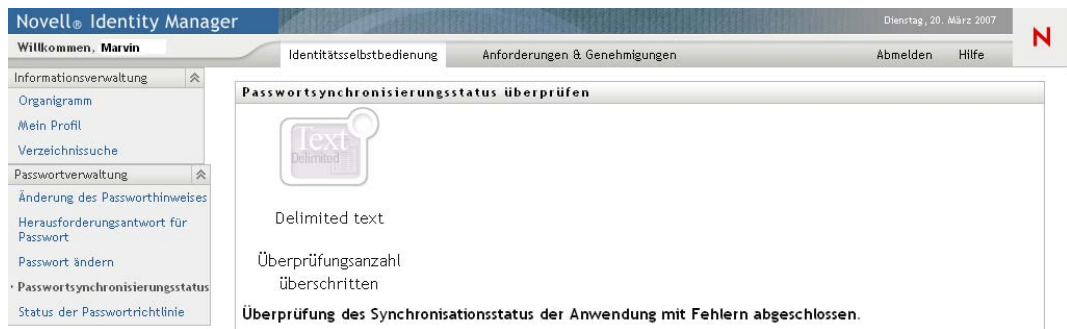 Novell® Identity Manager
Dienstag, 20. März 2007
N
Willkommen, Marvin
Identitätsselbstbedienung
Anforderungen & Genehmigungen
Abmelden
Hilfe
Informationsverwaltung
Organigramm
Mein Profil
Verzeichnissuche
Passwortverwaltung
Änderung des Passworthinweises
Herausforderungsantwort für
Passwort
Passwort ändern
Passwortsynchronisierungsstatus
Status der Passwortrichtlinie
Passwortsynchronisierungsstatus überprüfen
Text
Delimited
Delimited text
Überprüfungsanzahl
überschritten
Überprüfung des Synchronisationsstatus der Anwendung mit Fehlern abgeschlossen.